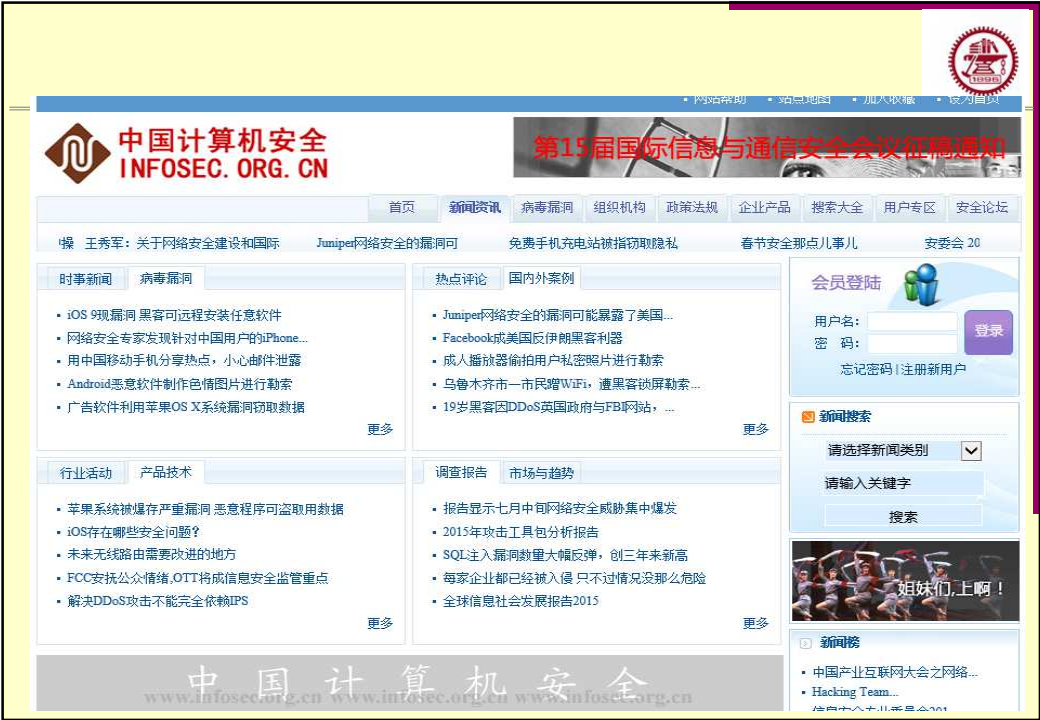 1896
网站帮助 站点地图 加入收藏 设为首页
中国计算机安全
INFOSEC. ORG. CN
第15届国际信息与通信安全会议征稿通知
首页 新闻资讯 病毒漏洞 组织机构 政策法规 企业产品 搜索大全 用户专区 安全论坛
操 王秀军：关于网络安全建设和国际 Juniper网络安全的漏洞可 免费手机充电站被指窃取隐私 春节安全那点儿事儿 安委会 20
时事新闻 病毒漏洞
iOS 9现漏洞 黑客可远程安装任意软件
网络安全专家发现针对中国用户的iPhone...
用中国移动手机分享热点，小心邮件泄露
Android恶意软件制作色情图片进行勒索
广告软件利用苹果OS X系统漏洞窃取数据
更多
热点评论 国内外案例
Juniper网络安全的漏洞可能暴露了美国...
Facebook成美国反伊朗黑客利器
成人播放器偷拍用户私密照片进行勒索
乌鲁木齐市一市民蹭WiFi，遭黑客锁屏勒索...
19岁黑客因DDoS英国政府与FBI网站，...
更多
会员登陆
用户名：
密 码：
登录
忘记密码 | 注册新用户
新闻搜索
请选择新闻类别
请输入关键字
搜索
行业活动 产品技术
苹果系统被爆存严重漏洞 恶意程序可盗取用数据
iOS存在哪些安全问题？
未来无线路由需要改进的地方
FCC安抚公众情绪,OTT将成信息安全监管重点
解决DDoS攻击不能完全依赖IPS
更多
调查报告 市场与趋势
报告显示七月中旬网络安全威胁集中爆发
2015年攻击工具包分析报告
SQL注入漏洞数量大幅反弹，创三年来新高
每家企业都已经被入侵 只不过情况没那么危险
全球信息社会发展报告2015
更多
姐妹们,上啊！
新闻榜
中国产业互联网大会之网络...
Hacking Team...
信息安全专业委员会201
中国计算机安全
www.infosec.org.cn www.infosec.org.cn www.infosec.org.cn